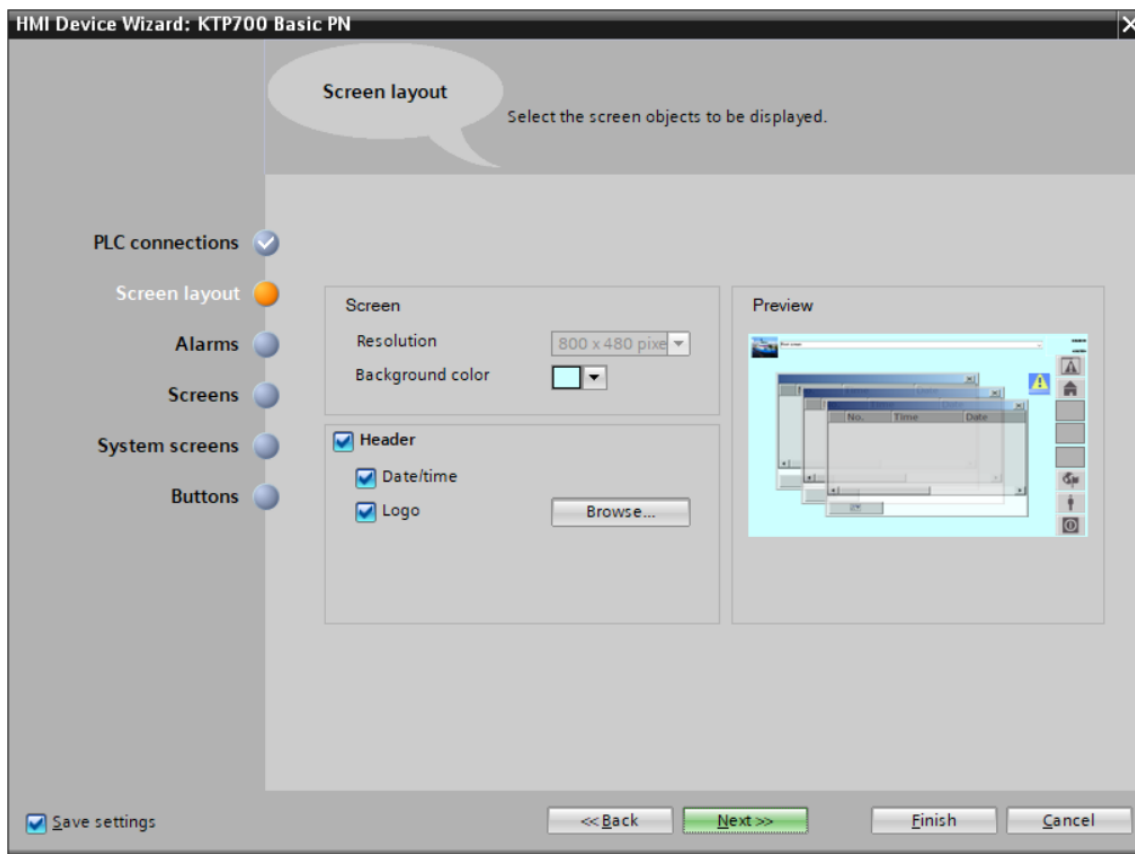 HMI Device Wizard: KTP700 Basic PN
Screen layout
Select the screen objects to be displayed.
PLC connections
Screen layout
Alarms
Screens
System screens
Buttons
Screen
Resolution
800 x 480 pixe
Background color
Header
Date/time
Logo
Browse...
Preview
No. Time Date
Save settings
<< Back
Next >>
Finish
Cancel